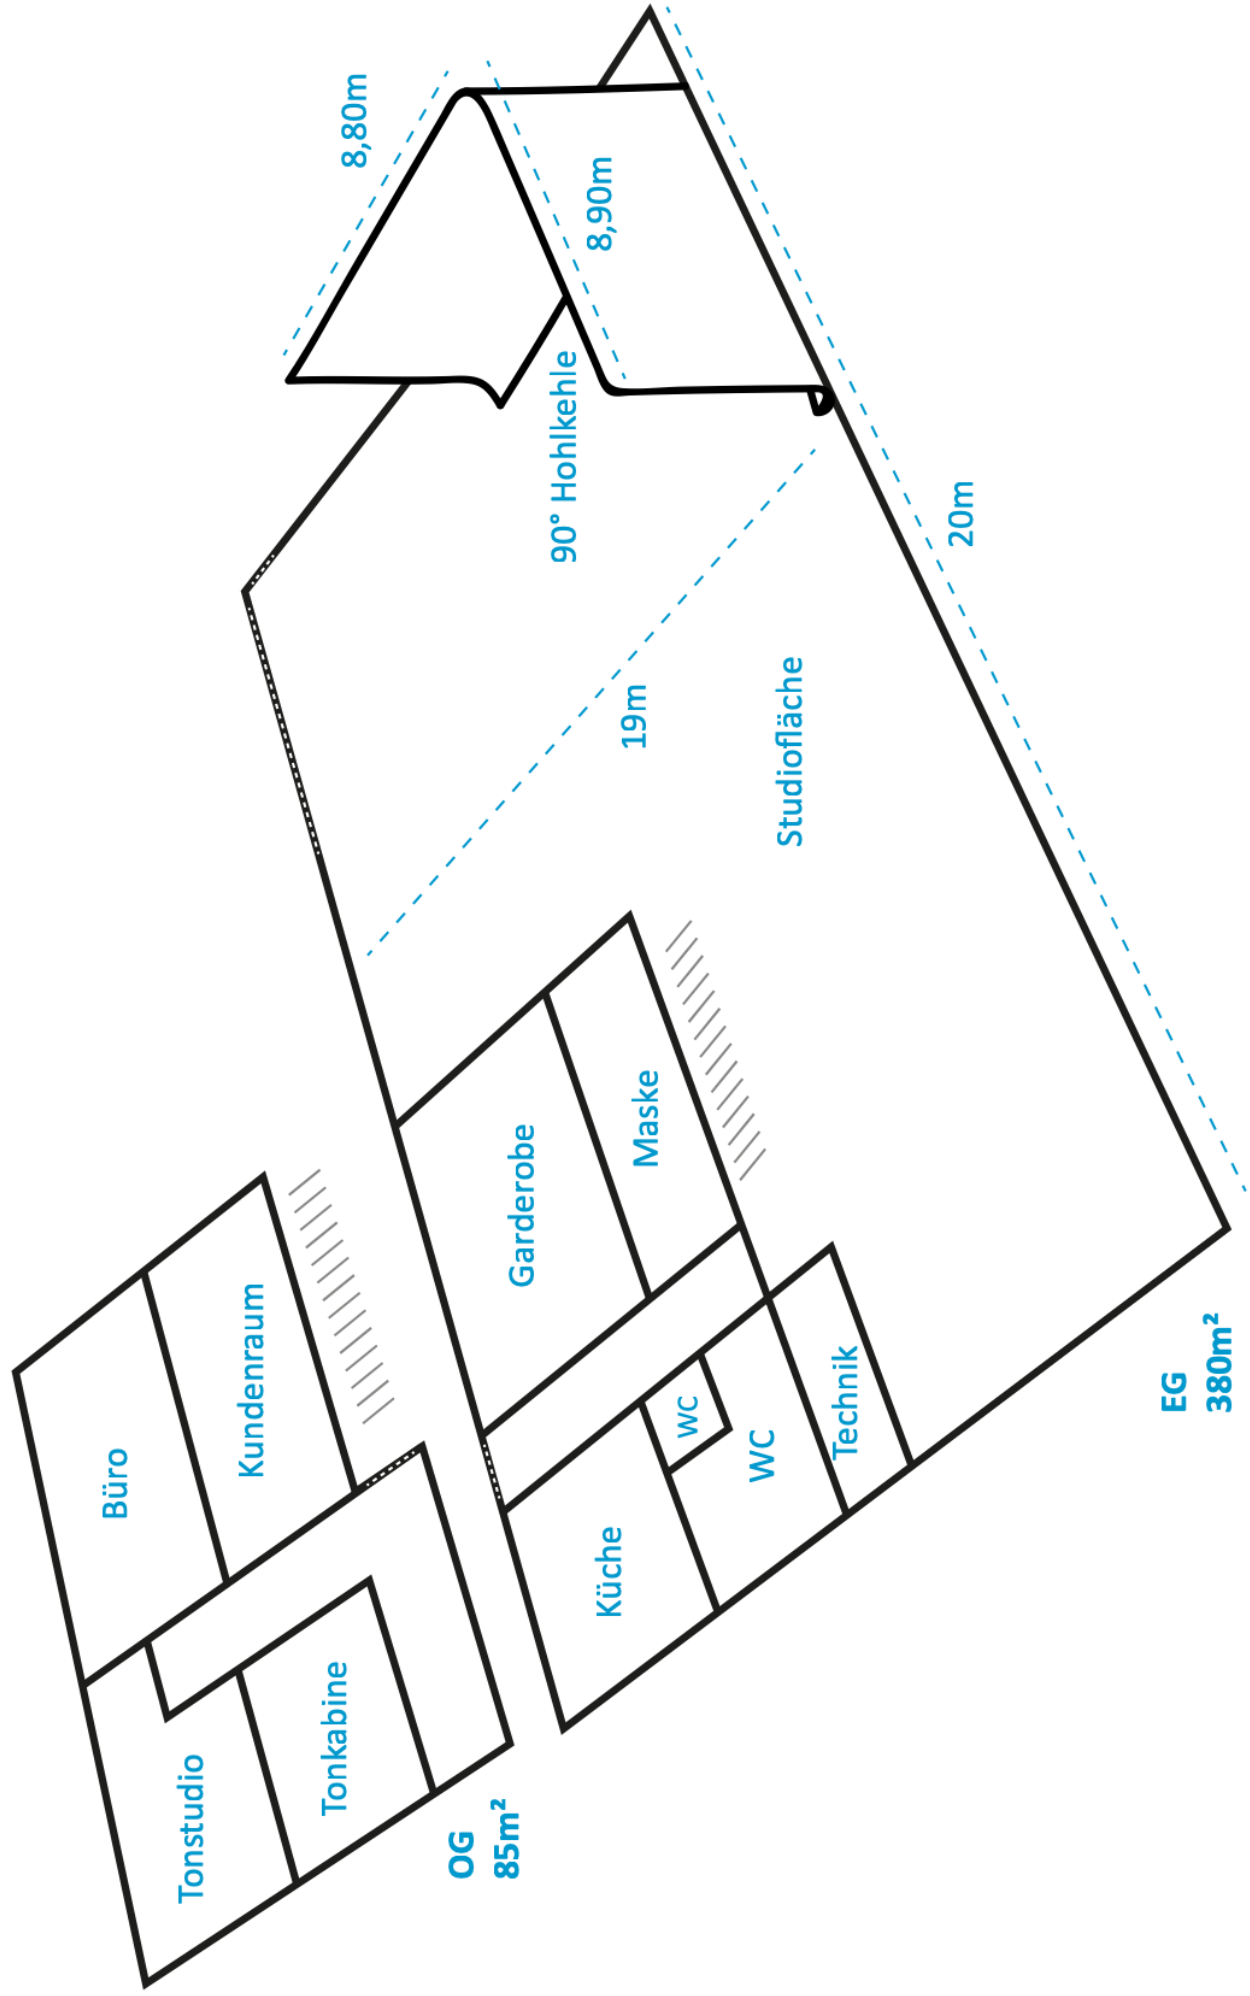 Tonstudio
Tonkabine
Büro
Kundenraum
OG
85m²
Küche
WC
WC
Technik
Garderobe
Maske
EG
380m²
19m
Studiofläche
20m
90° Hohlkehle
8,80m
8,90m